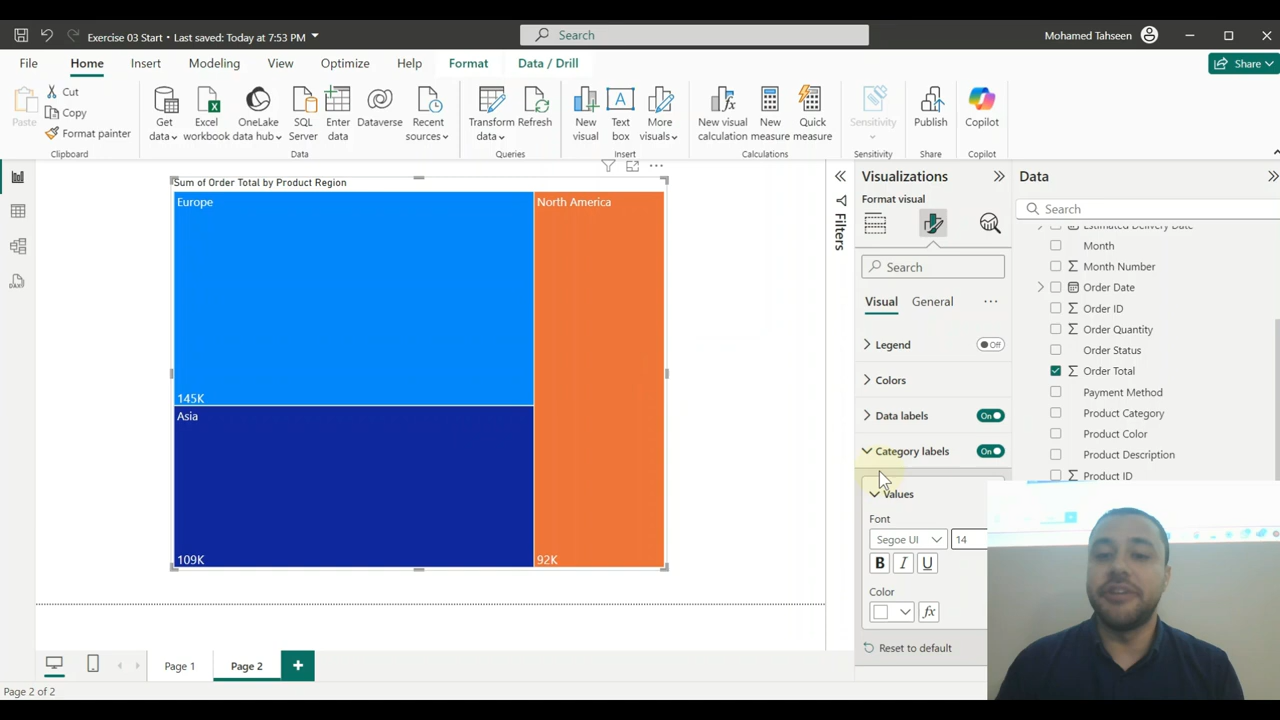 Exercise 03 Start • Last saved: Today at 7:53 PM
Search
Mohamed Tahseen
File
Home
Insert
Modeling
View
Optimize
Help
Format
Data / Drill
Share
Paste
Cut
Copy
Format painter
Clipboard
Get
data
Excel
workbook
OneLake
data hub
SQL
Server
Enter
data
Dataverse
Recent
sources
Data
Transform
data
Refresh
Queries
New
visual
A
Text
box
More
visuals
Insert
New visual
calculation
New
measure
Quick
measure
Calculations
Sensitivity
Sensitivity
Publish
Share
Copilot
Copilot
DAX
Sum of Order Total by Product Region
Europe
145K
Asia
109K
North America
92K
Filters
Visualizations
Format visual
Search
Visual
General
Legend
Off
Colors
Data labels
On
Category labels
On
Values
Font
Segoe UI
14
B
I
U
Color
fx
Reset to default
Data
Search
Estimated Delivery Date
Month
Month Number
Order Date
Order ID
Order Quantity
Order Status
Order Total
Payment Method
Product Category
Product Color
Product Description
Product ID
Page 1
Page 2
Page 2 of 2